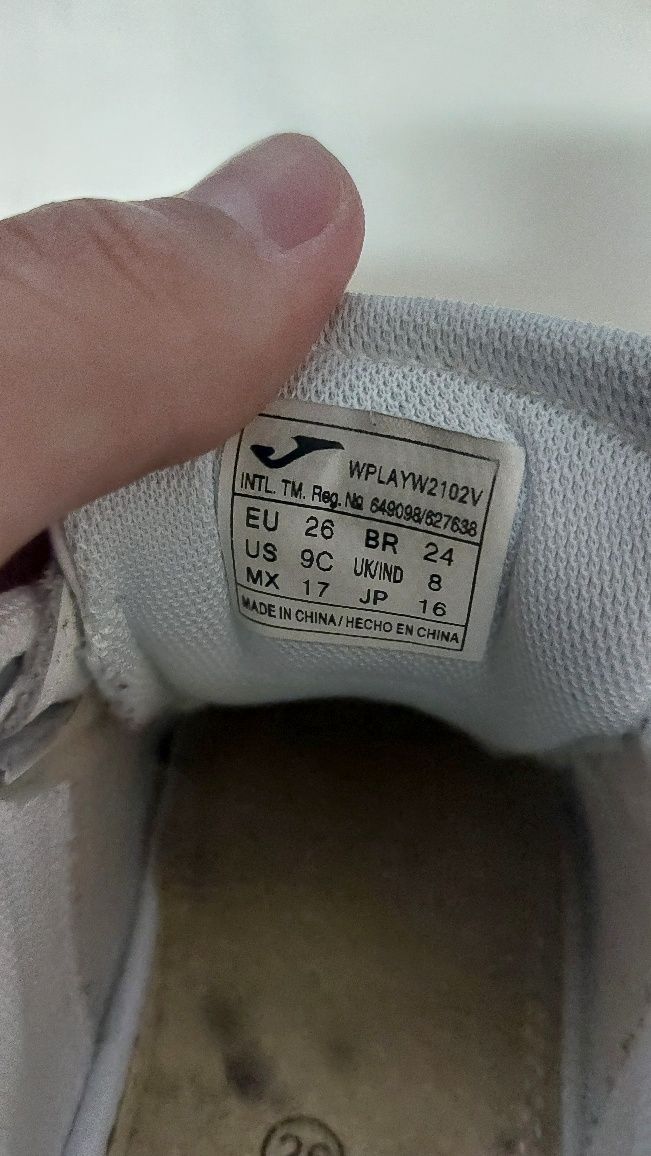 WPLAYW2102V
INTL. TM. Reg. № 649098/627638
EU 26 BR 24
US 9C UK/IND 8
MX 17 JP 16
MADE IN CHINA / HECHO EN CHINA